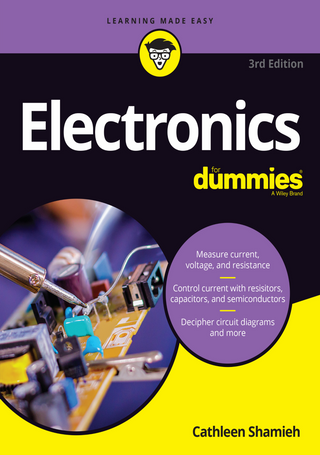 LEARNING MADE EASY
3rd Edition
Electronics
for
dummies®
A Wiley Brand
Measure current,
voltage, and resistance
Control current with resisitors,
capacitors, and semiconductors
Decipher circuit diagrams
and more
Cathleen Shamieh